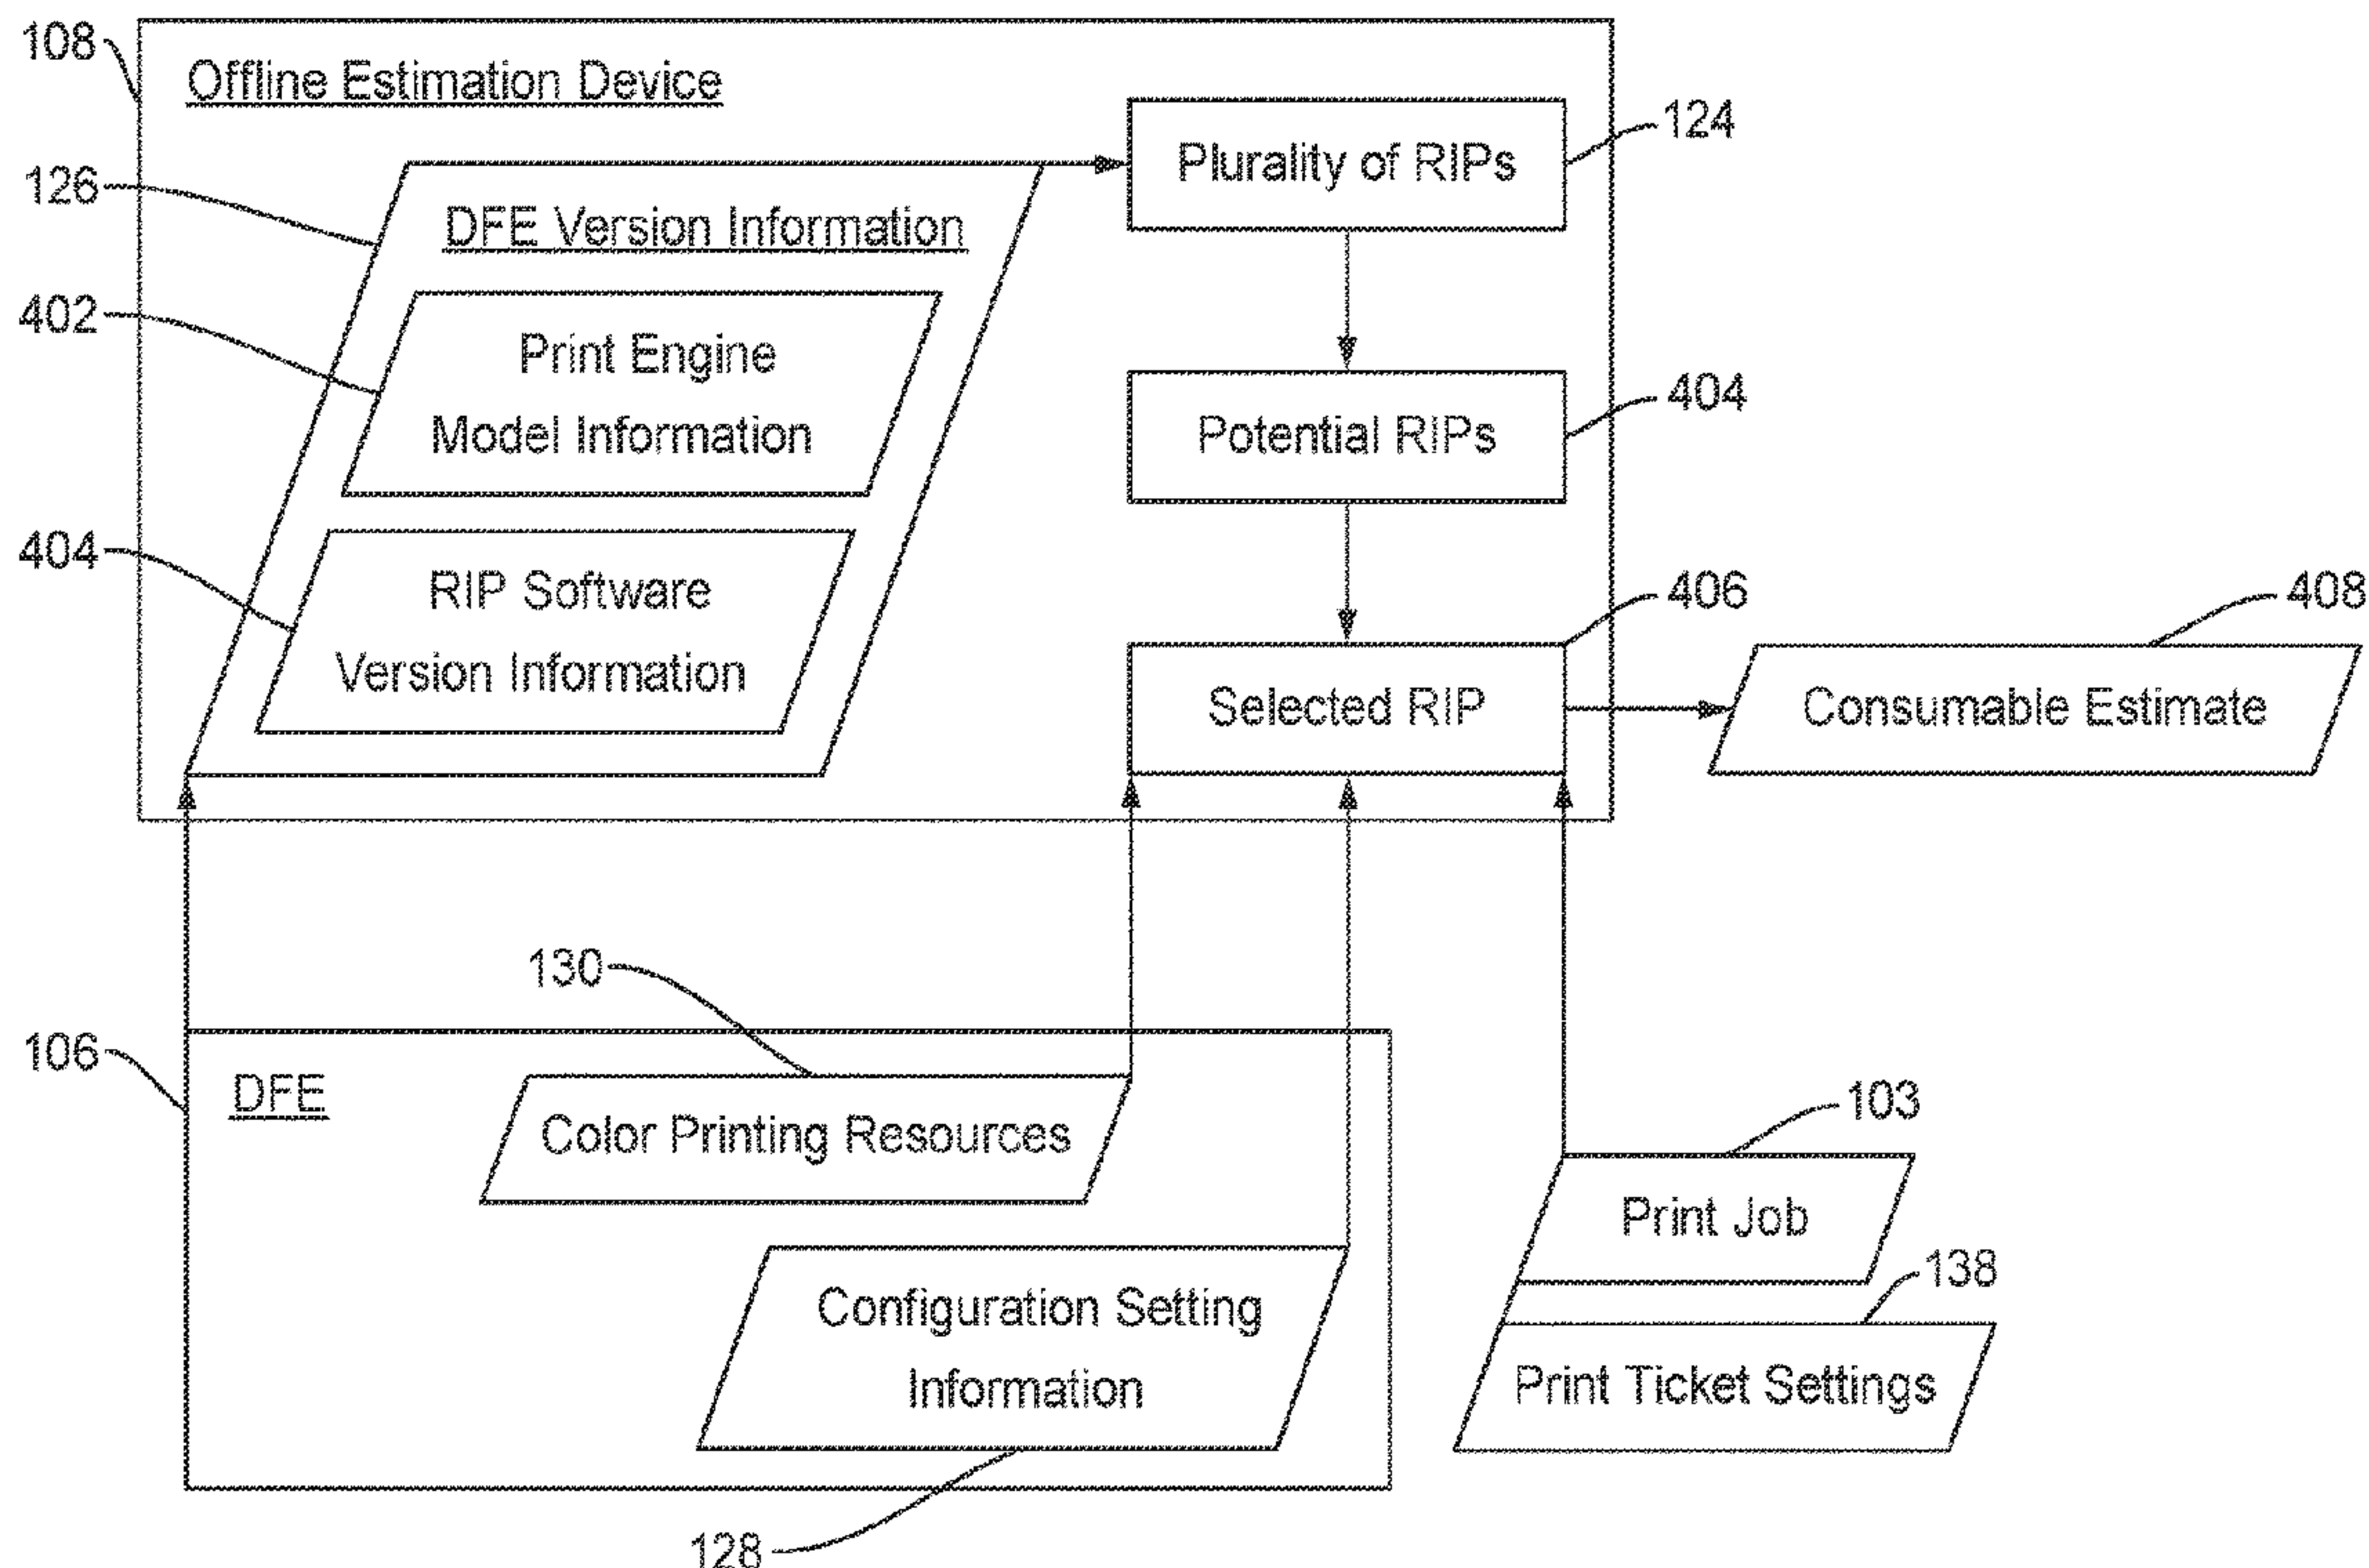 108
Offline Estimation Device
124
Plurality of RIPs
126
DFE Version Information
402
Print Engine
Model Information
404
Potential RIPs
404
RIP Software
Version Information
406
408
Selected RIP
Consumable Estimate
130
106
DFE
Color Printing Resources
103
Print Job
138
Configuration Setting
Information
Print Ticket Settings
128